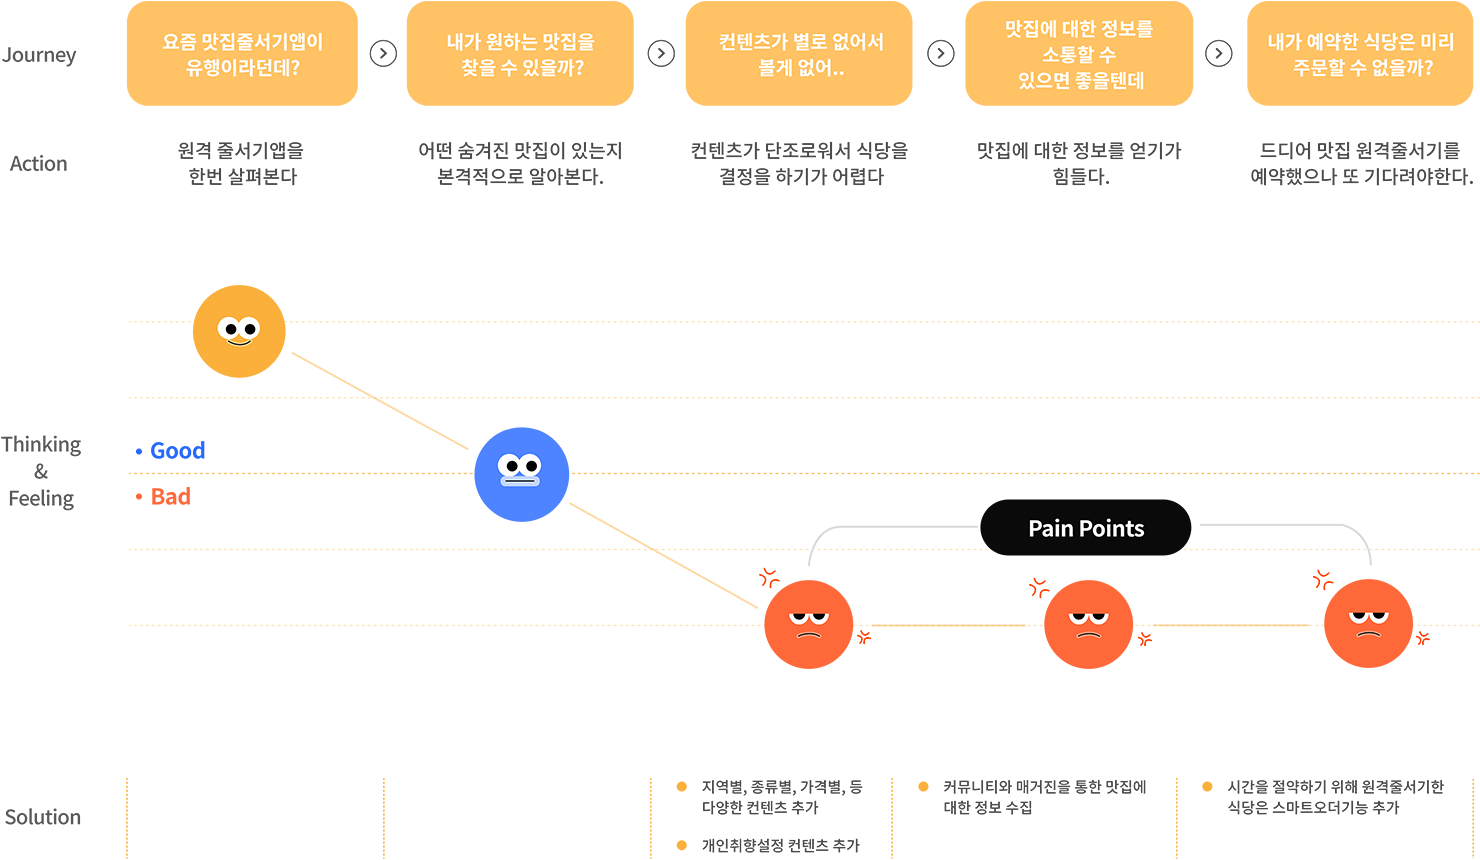 Journey
요즘 맛집줄서기앱이
유행이라던데?
내가 원하는 맛집을
찾을 수 있을까?
컨텐츠가 별로 없어서
볼게 없어..
맛집에 대한 정보를
소통할 수
있으면 좋을텐데
내가 예약한 식당은 미리
주문할 수 없을까?
Action
원격 줄서기앱을
한번 살펴본다
어떤 숨겨진 맛집이 있는지
본격적으로 알아본다.
컨텐츠가 단조로워서 식당을
결정을 하기가 어렵다
맛집에 대한 정보를 얻기가
힘들다.
드디어 맛집 원격줄서기를
예약했으나 또 기다려야한다.
Thinking
&
Feeling
• Good
• Bad
Pain Points
Solution
지역별, 종류별, 가격별, 등
다양한 컨텐츠 추가
개인취향설정 컨텐츠 추가
커뮤니티와 매거진을 통한 맛집에
대한 정보 수집
시간을 절약하기 위해 원격줄서기한
식당은 스마트오더기능 추가